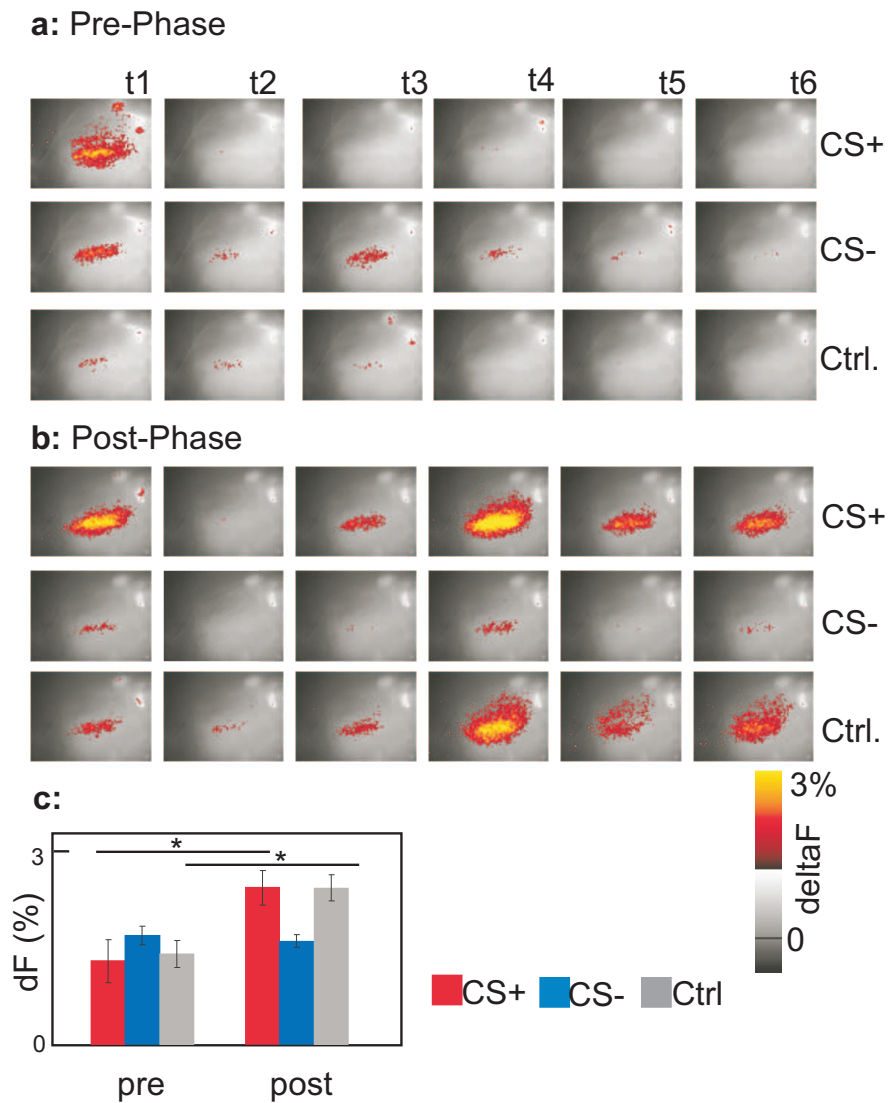 a: Pre-Phase
t1 t2 t3 t4 t5 t6
CS+
CS-
Ctrl.
b: Post-Phase
CS+
CS-
Ctrl.
c:
3%
0
deltaF
* *
3
0
dF (%)
pre post
CS+ CS- Ctrl